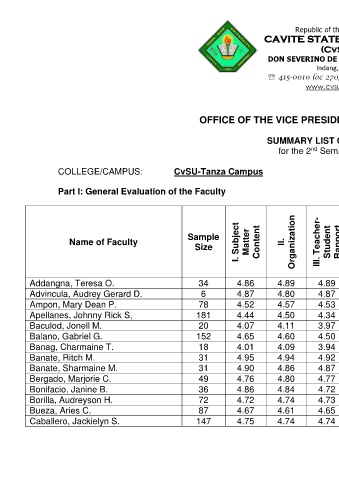 Republic of th
CAVITE STATE
(CvS
DON SEVERINO DE
Indang,
☏ 415-0010 loc 270,
www.cvs
OFFICE OF THE VICE PRESIDE
SUMMARY LIST O
for the 2nd Sem
COLLEGE/CAMPUS: CvSU-Tanza Campus
Part I: General Evaluation of the Faculty
Name of Faculty Sample Size I. Subject Matter Content II. Organization III. Teacher-Student Rapport
Addangna, Teresa O. 34 4.86 4.89 4.89
Advincula, Audrey Gerard D. 6 4.87 4.80 4.87
Ampon, Mary Dean P. 78 4.52 4.57 4.53
Apellanes, Johnny Rick S, 181 4.44 4.50 4.34
Baculod, Jonell M. 20 4.07 4.11 3.97
Balano, Gabriel G. 152 4.65 4.60 4.50
Banag, Charmaine T. 18 4.01 4.09 3.94
Banate, Ritch M. 31 4.95 4.94 4.92
Banate, Sharmaine M. 31 4.90 4.86 4.87
Bergado, Marjorie C. 49 4.76 4.80 4.77
Bonifacio, Janine B. 36 4.86 4.84 4.72
Borilla, Audreyson H. 72 4.72 4.74 4.73
Bueza, Aries C. 87 4.67 4.61 4.65
Caballero, Jackielyn S. 147 4.75 4.74 4.74